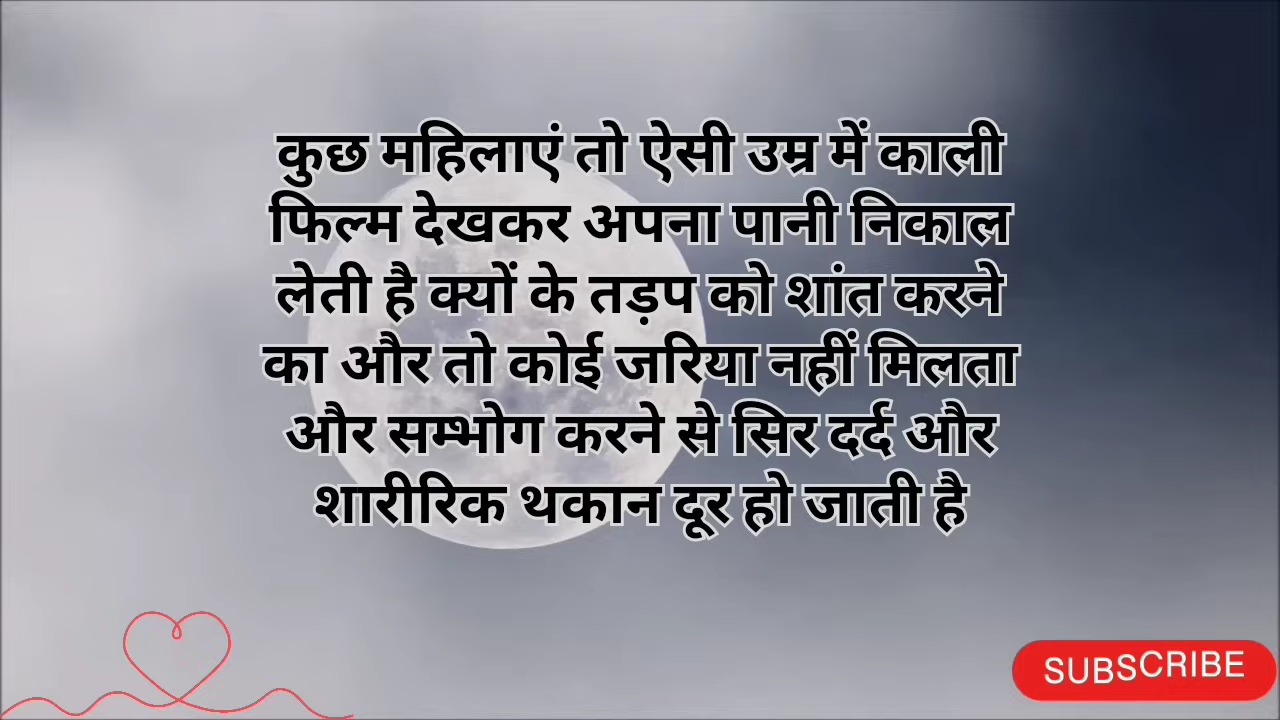 कुछ महिलाएं तो ऐसी उम्र में काली
फिल्म देखकर अपना पानी निकाल
लेती है क्यों के तड़प को शांत करने
का और तो कोई जरिया नहीं मिलता
और सम्भोग करने से सिर दर्द और
शारीरिक थकान दूर हो जाती है
SUBSCRIBE